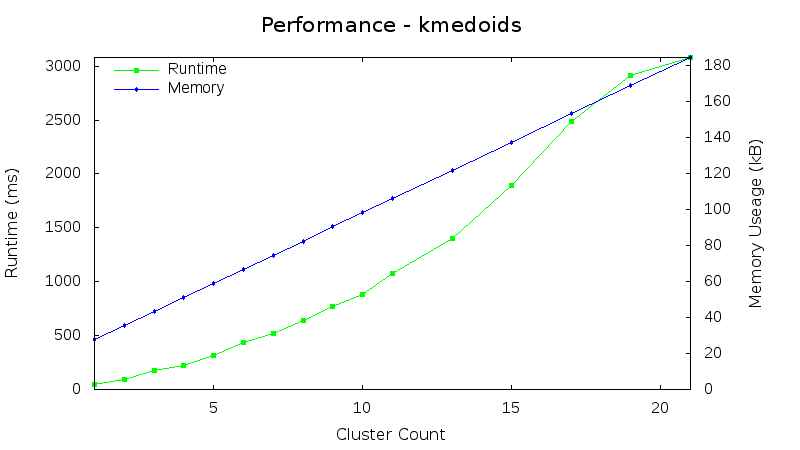 Performance - kmedoids
Runtime
Memory
3000
2500
2000
1500
1000
500
0
180
160
140
120
100
80
60
40
20
0
Runtime (ms)
Memory Useage (kB)
5 10 15 20
Cluster Count